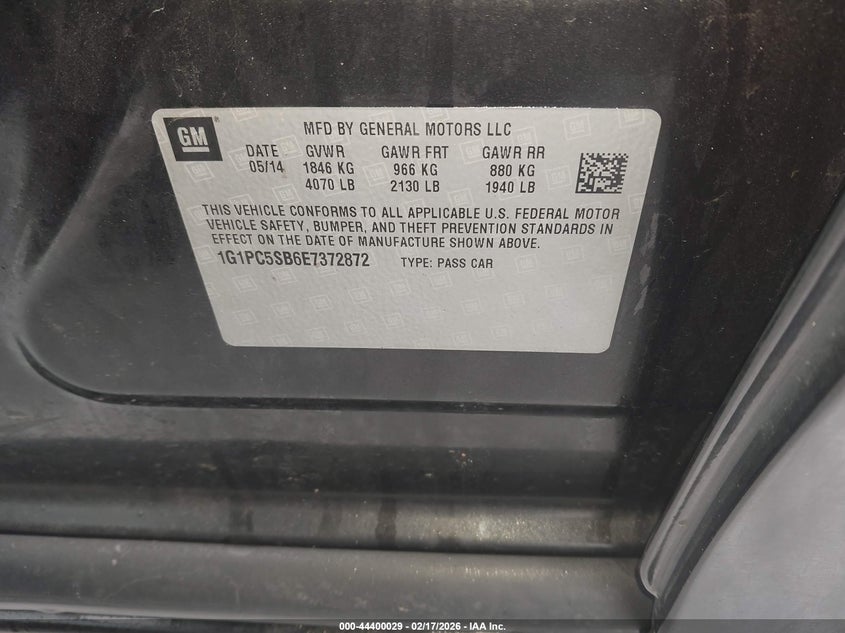 GM
MFD BY GENERAL MOTORS LLC
DATE GVWR GAWR FRT GAWR RR
05/14 1846 KG 966 KG 880 KG
4070 LB 2130 LB 1940 LB
THIS VEHICLE CONFORMS TO ALL APPLICABLE U.S. FEDERAL MOTOR
VEHICLE SAFETY, BUMPER, AND THEFT PREVENTION STANDARDS IN
EFFECT ON THE DATE OF MANUFACTURE SHOWN ABOVE.
1G1PC5SB6E7372872 TYPE: PASS CAR
000-44400029 - 02/17/2026 - IAA Inc.